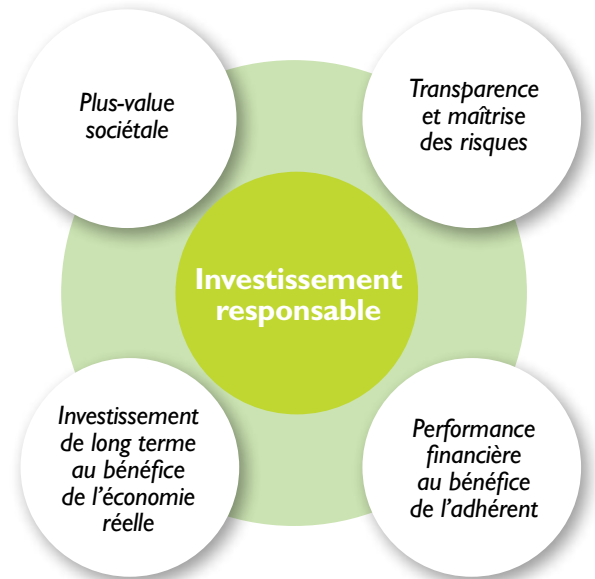 Plus-value
sociétale
Transparence
et maîtrise
des risques
Investissement
responsable
Investissement
de long terme
au bénéfice
de l’économie
réelle
Performance
financière
au bénéfice
de l’adhérent